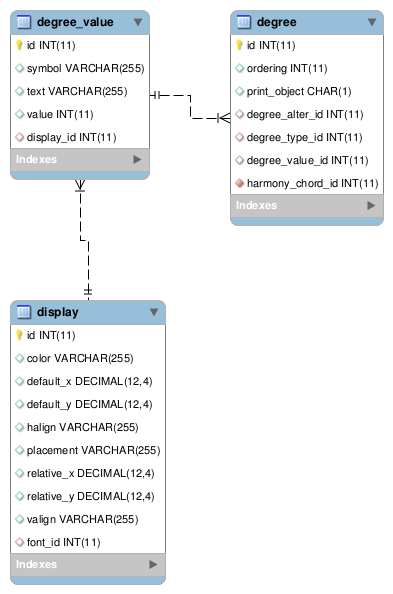 degree_value
id INT(11)
symbol VARCHAR(255)
text VARCHAR(255)
value INT(11)
display_id INT(11)
Indexes
degree
id INT(11)
ordering INT(11)
print_object CHAR(1)
degree_alter_id INT(11)
degree_type_id INT(11)
degree_value_id INT(11)
harmony_chord_id INT(11)
Indexes
display
id INT(11)
color VARCHAR(255)
default_x DECIMAL(12,4)
default_y DECIMAL(12,4)
halign VARCHAR(255)
placement VARCHAR(255)
relative_x DECIMAL(12,4)
relative_y DECIMAL(12,4)
valign VARCHAR(255)
font_id INT(11)
Indexes